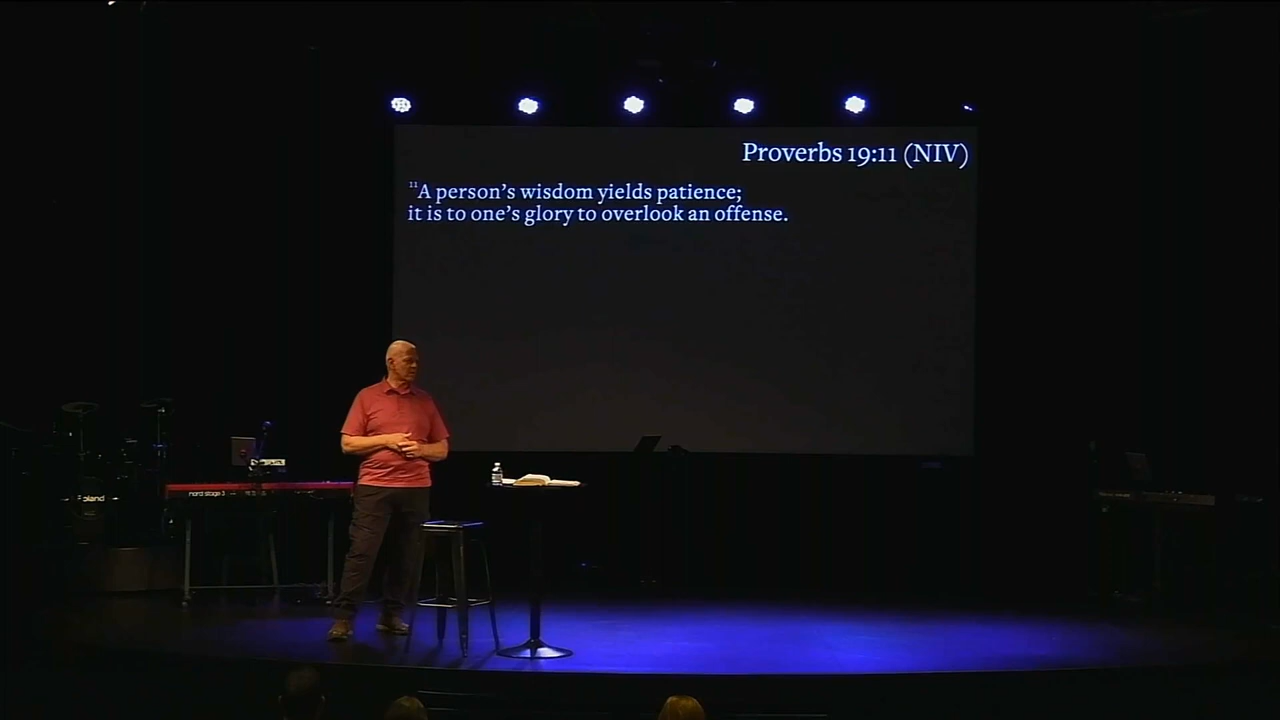 Proverbs 19:11 (NIV)
11A person's wisdom yields patience;
it is to one's glory to overlook an offense.
nord stage 3
Roland